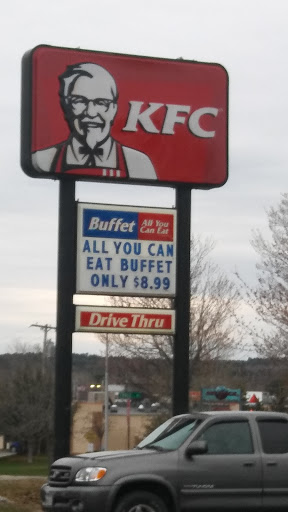 KFC
Buffet All You
Can Eat
ALL YOU CAN
EAT BUFFET
ONLY $8.99
Drive Thru